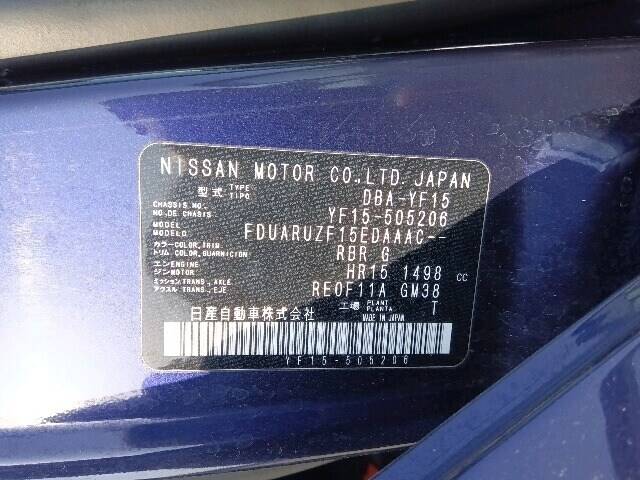 NISSAN MOTOR CO.,LTD. JAPAN
型式 TYPE TIPO DBA-YF15
CHASSIS NO. NO.DE CHASIS YF15-505206
FDUARUZF15EDAAAC--
カラー COLOR,TRIM トリム COLOR,GUARNICION RBR G
エンジン ENGINE ジンMOTOR HR15 1498 cc
ミッション TRANS.,AXLE アクスル TRANS.,EJE RE0F11A GM38
工場 PLANT PLANTA T
日産自動車株式会社 MADE IN JAPAN
YF15-505206